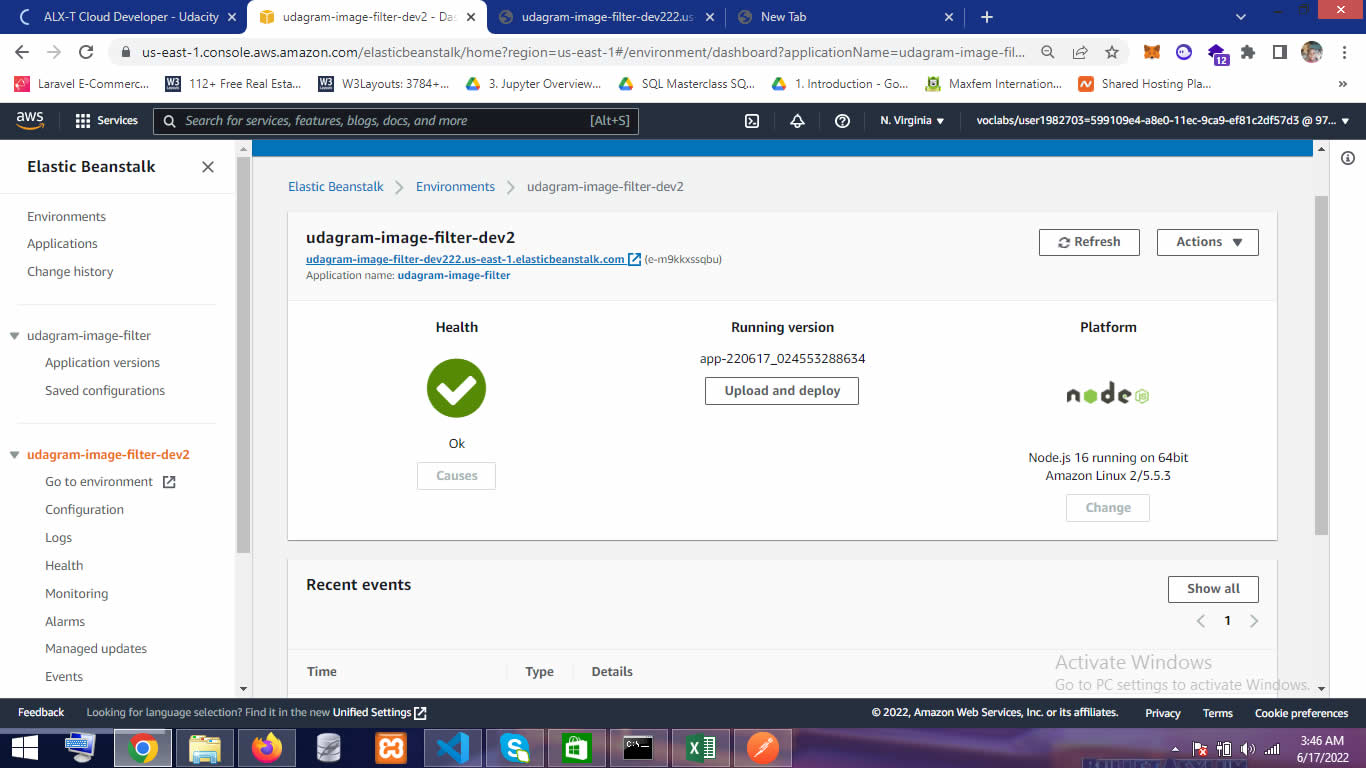 ALX-T Cloud Developer - Udacity
udagram-image-filter-dev2 - Das
udagram-image-filter-dev222.us
New Tab
us-east-1.console.aws.amazon.com/elasticbeanstalk/home?region=us-east-1#/environment/dashboard?applicationName=udagram-image-fil...
12
Laravel E-Commerc...
W3
112+ Free Real Esta...
W3
W3Layouts: 3784+...
3. Jupyter Overview...
SQL Masterclass SQ...
1. Introduction - Go...
Maxfem Internation...
Shared Hosting Pla...
»
aws
Services
Search for services, features, blogs, docs, and more
[Alt+S]
N. Virginia
voclabs/user1982703=599109e4-a8e0-11ec-9ca9-ef81c2df57d3 @ 97...
Elastic Beanstalk
Environments
Applications
Change history
udagram-image-filter
Application versions
Saved configurations
udagram-image-filter-dev2
Go to environment
Configuration
Logs
Health
Monitoring
Alarms
Managed updates
Events
Elastic Beanstalk
Environments
udagram-image-filter-dev2
udagram-image-filter-dev2
udagram-image-filter-dev222.us-east-1.elasticbeanstalk.com (e-m9kkxssqbu)
Application name: udagram-image-filter
Refresh
Actions
Health
Ok
Causes
Running version
app-220617_024553288634
Upload and deploy
Platform
node
JS
Node.js 16 running on 64bit
Amazon Linux 2/5.5.3
Change
Recent events
Show all
1
Time
Type
Details
Activate Windows
Go to PC settings to activate Windows.
Feedback
Looking for language selection? Find it in the new Unified Settings
© 2022, Amazon Web Services, Inc. or its affiliates.
Privacy
Terms
Cookie preferences
3:46 AM
6/17/2022